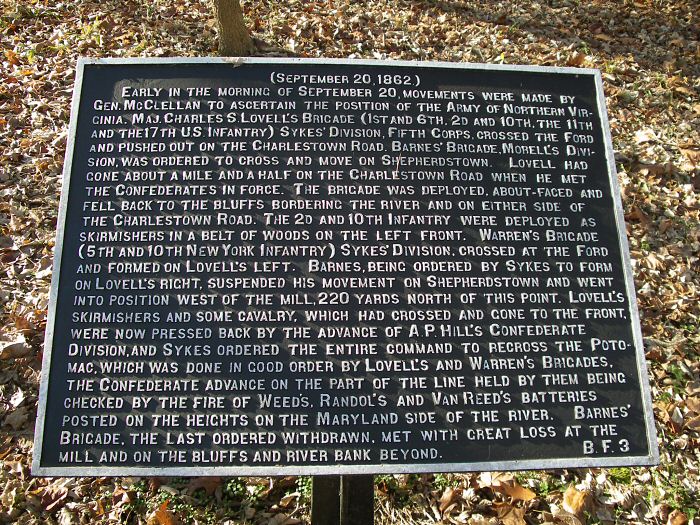 (September 20, 1862.)
Early in the morning of September 20, movements were made by
Gen. McClellan to ascertain the position of the Army of Northern Vir-
ginia. Maj. Charles S. Lovell's Brigade (1st and 6th, 2d and 10th, the 11th
and the 17th U.S. Infantry) Sykes' Division, Fifth Corps, crossed the Ford
and pushed out on the Charlestown Road. Barnes' Brigade, Morell's Divi-
sion, was ordered to cross and move on Shepherdstown. Lovell had
gone about a mile and a half on the Charlestown Road when he met
the Confederates in force. The brigade was deployed, about-faced and
fell back to the bluffs bordering the river and on either side of
the Charlestown Road. The 2d and 10th Infantry were deployed as
skirmishers in a belt of woods on the left front. Warren's Brigade
(5th and 10th New York Infantry) Sykes' Division, crossed at the Ford
and formed on Lovell's left. Barnes, being ordered by Sykes to form
on Lovell's right, suspended his movement on Shepherdstown and went
into position west of the mill, 220 yards north of this point. Lovell's
skirmishers and some cavalry, which had crossed and gone to the front,
were now pressed back by the advance of A.P. Hill's Confederate
Division, and Sykes ordered the entire command to recross the Poto-
mac, which was done in good order by Lovell's and Warren's Brigades,
the Confederate advance on the part of the line held by them being
checked by the fire of Weeds, Randol's and Van Reed's batteries
posted on the heights on the Maryland side of the river. Barnes'
Brigade, the last ordered withdrawn, met with great loss at the
mill and on the bluffs and river bank beyond. B.F. 3